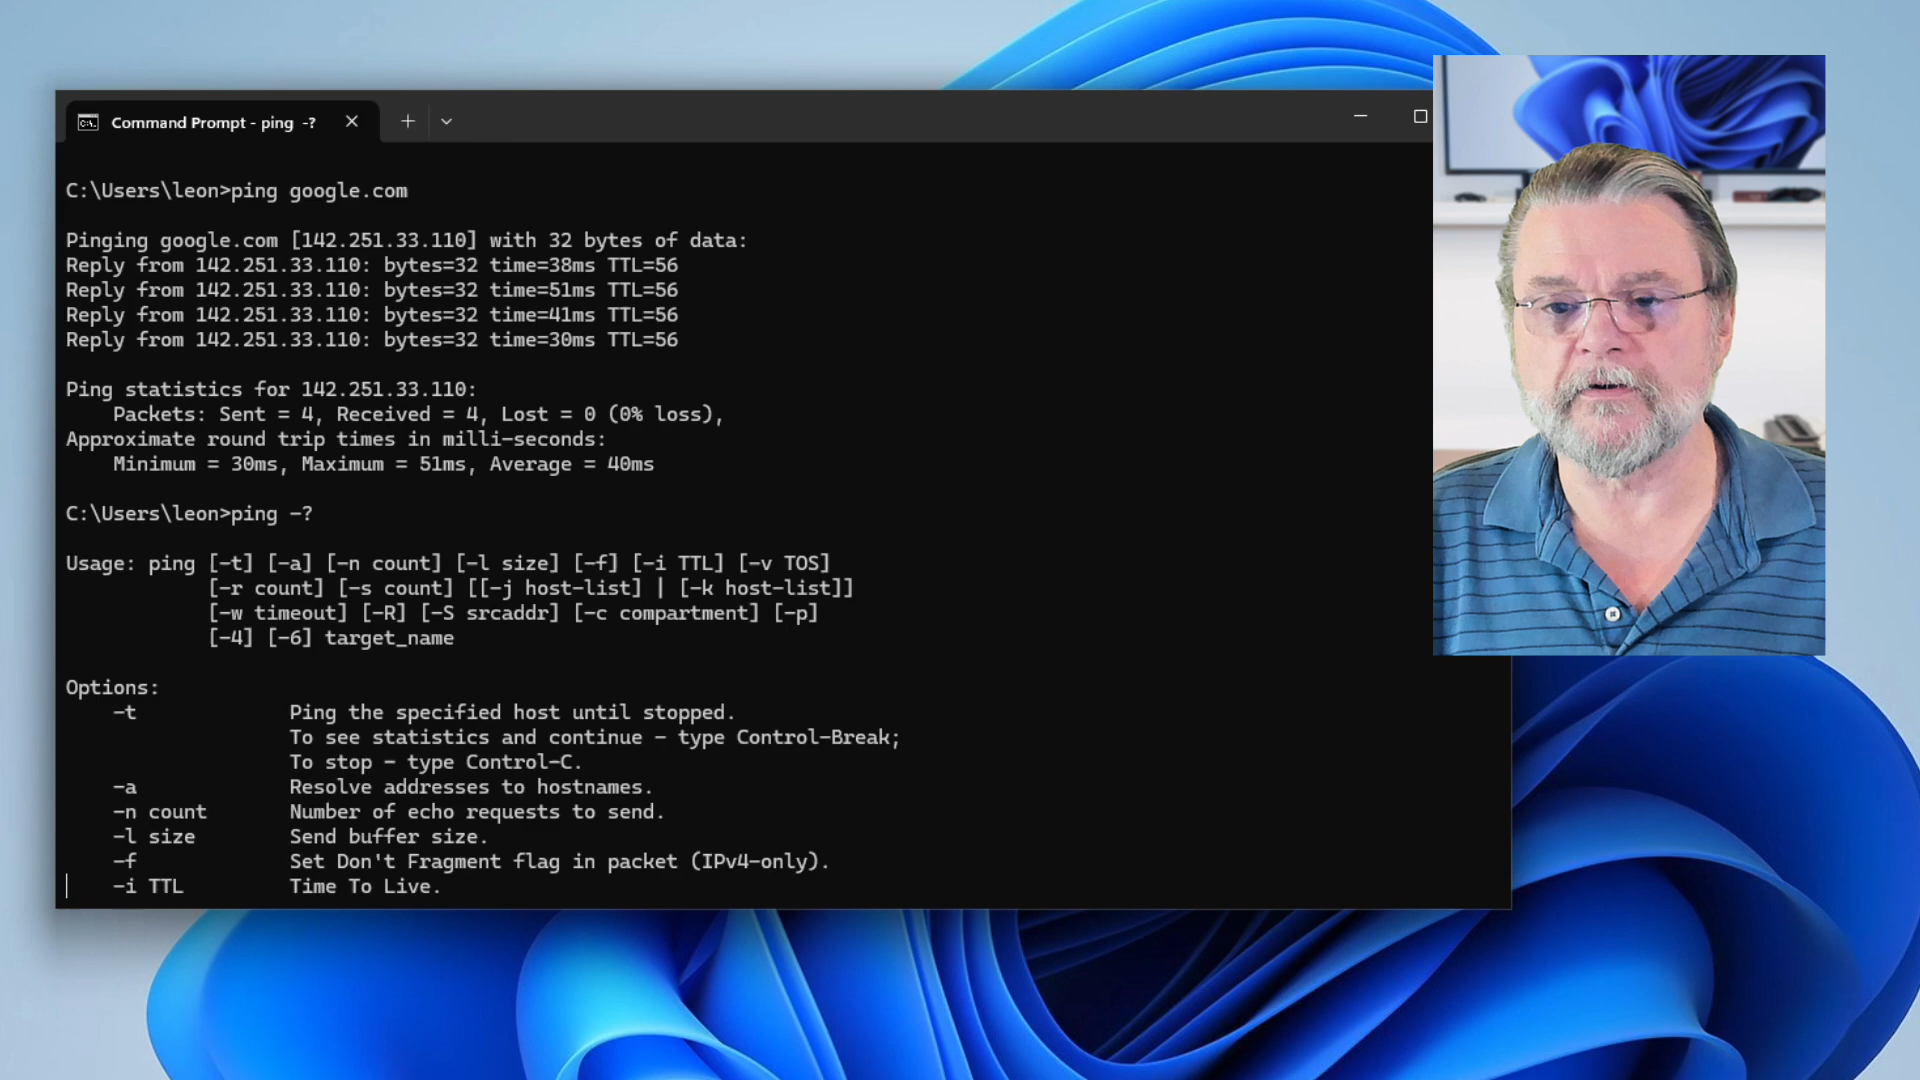 Command Prompt - ping -?
C:\Users\leon>ping google.com
Pinging google.com [142.251.33.110] with 32 bytes of data:
Reply from 142.251.33.110: bytes=32 time=38ms TTL=56
Reply from 142.251.33.110: bytes=32 time=51ms TTL=56
Reply from 142.251.33.110: bytes=32 time=41ms TTL=56
Reply from 142.251.33.110: bytes=32 time=30ms TTL=56
Ping statistics for 142.251.33.110:
Packets: Sent = 4, Received = 4, Lost = 0 (0% loss),
Approximate round trip times in milli-seconds:
Minimum = 30ms, Maximum = 51ms, Average = 40ms
C:\Users\leon>ping -?
Usage: ping [-t] [-a] [-n count] [-l size] [-f] [-i TTL] [-v TOS]
[-r count] [-s count] [[-j host-list] | [-k host-list]]
[-w timeout] [-R] [-S srcaddr] [-c compartment] [-p]
[-4] [-6] target_name
Options:
-t Ping the specified host until stopped.
To see statistics and continue - type Control-Break;
To stop - type Control-C.
-a Resolve addresses to hostnames.
-n count Number of echo requests to send.
-l size Send buffer size.
-f Set Don't Fragment flag in packet (IPv4-only).
-i TTL Time To Live.